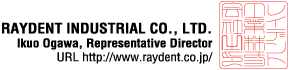 RAYDENT INDUSTRIAL CO., LTD.
Ikuo Ogawa, Representative Director
URL http://www.raydent.co.jp/